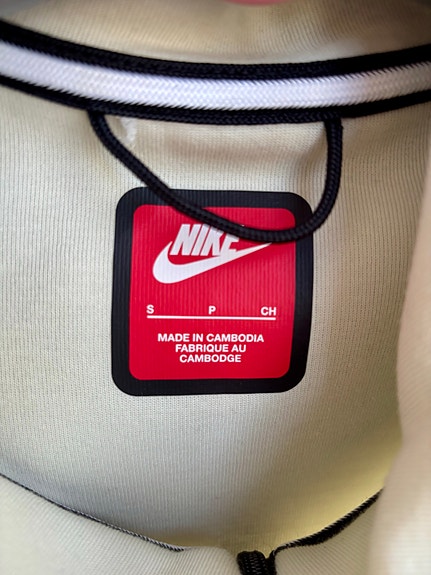 NIKE
S P CH
MADE IN CAMBODIA
FABRIQUE AU
CAMBODGE